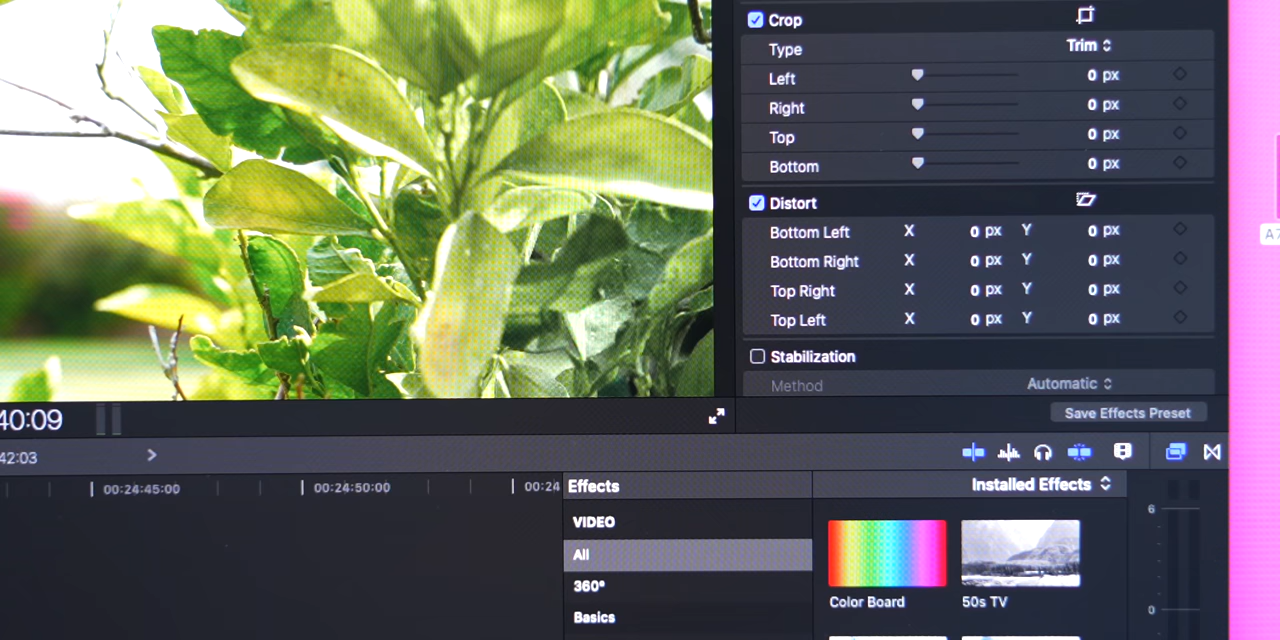 Crop
Type Trim
Left 0 px
Right 0 px
Top 0 px
Bottom 0 px
Distort
Bottom Left X 0 px Y 0 px
Bottom Right X 0 px Y 0 px
Top Right X 0 px Y 0 px
Top Left X 0 px Y 0 px
Stabilization
Method Automatic
Save Effects Preset
40:09
42:03
00:24:45:00 00:24:50:00 00:24
Effects
Installed Effects
VIDEO
All
360°
Basics
Color Board
50s TV
6
0
A7